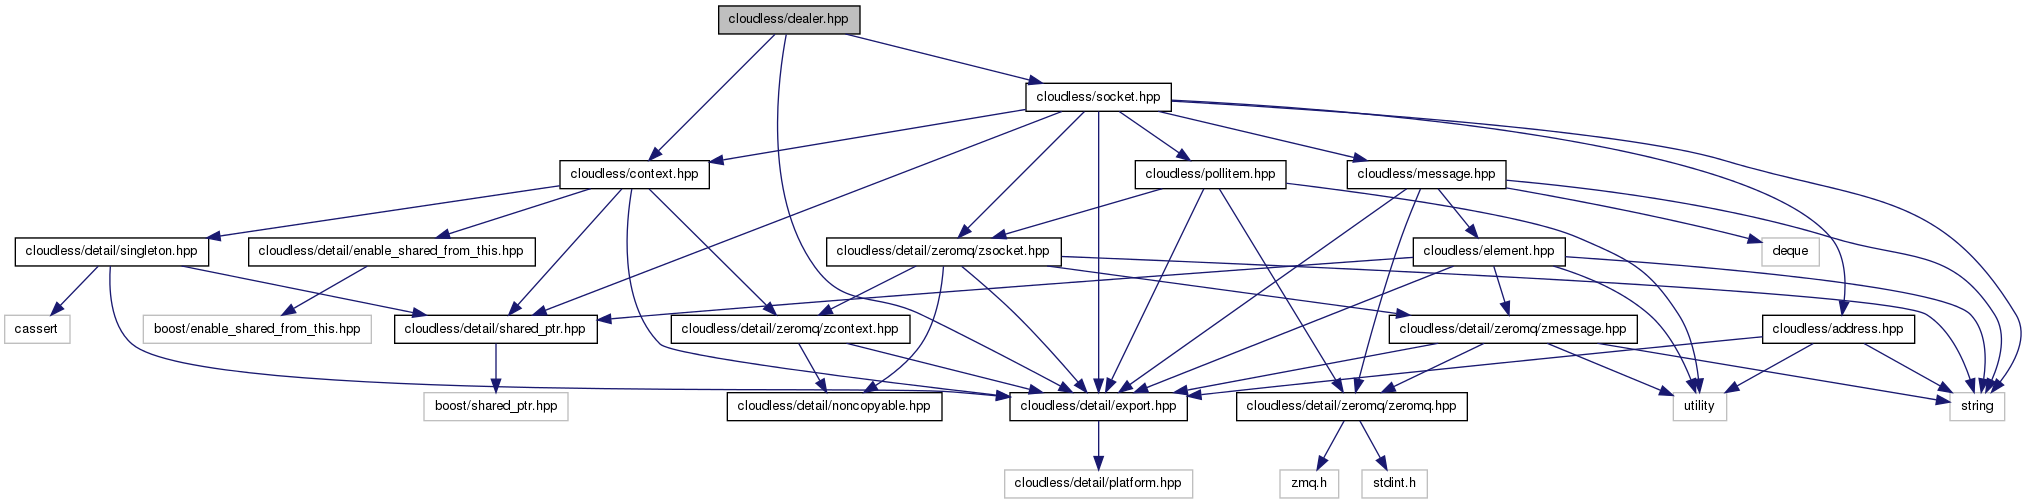 cloudless/dealer.hpp
cloudless/socket.hpp
cloudless/context.hpp
cloudless/pollitem.hpp
cloudless/message.hpp
cloudless/detail/singleton.hpp
cloudless/detail/enable_shared_from_this.hpp
cloudless/detail/zeromq/zsocket.hpp
cloudless/element.hpp
deque
cassert
boost/enable_shared_from_this.hpp
cloudless/detail/shared_ptr.hpp
cloudless/detail/zeromq/zcontext.hpp
cloudless/detail/zeromq/zmessage.hpp
cloudless/address.hpp
boost/shared_ptr.hpp
cloudless/detail/noncopyable.hpp
cloudless/detail/export.hpp
cloudless/detail/zeromq/zeromq.hpp
utility
string
cloudless/detail/platform.hpp
zmq.h
stdint.h